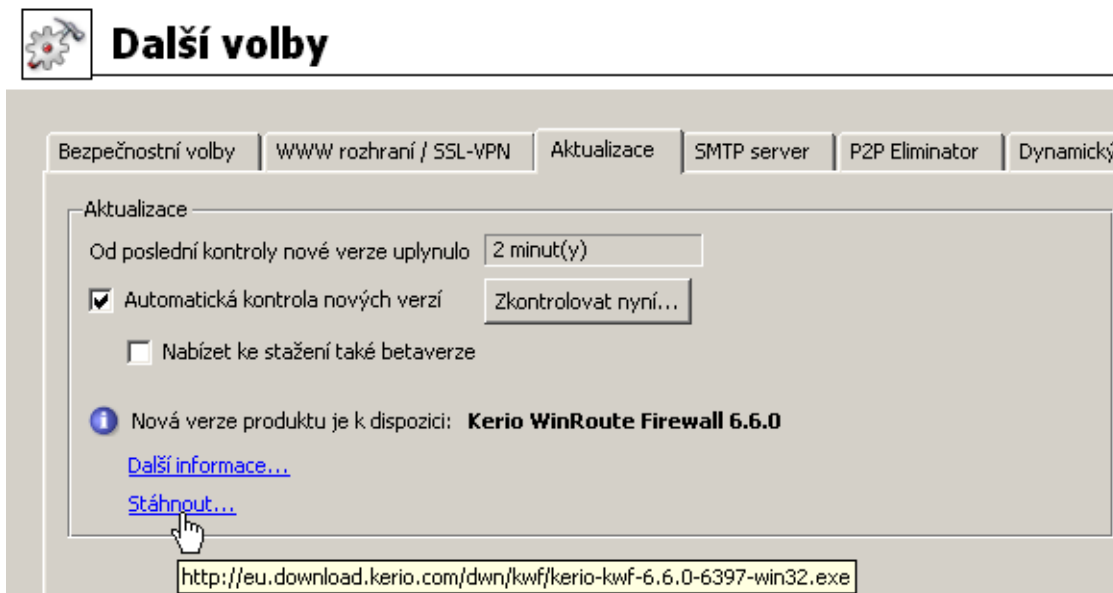 Další volby
Bezpečnostní volby WWW rozhraní / SSL-VPN Aktualizace SMTP server P2P Eliminator Dynamický
Aktualizace
Od poslední kontroly nové verze uplynulo 2 minut(y)
Automatická kontrola nových verzí Zkontrolovat nyní...
Nabízet ke stažení také betaverze
Nová verze produktu je k dispozici: Kerio WinRoute Firewall 6.6.0
Další informace...
Stáhnout...
http://eu.download.kerio.com/dwn/kwf/kerio-kwf-6.6.0-6397-win32.exe